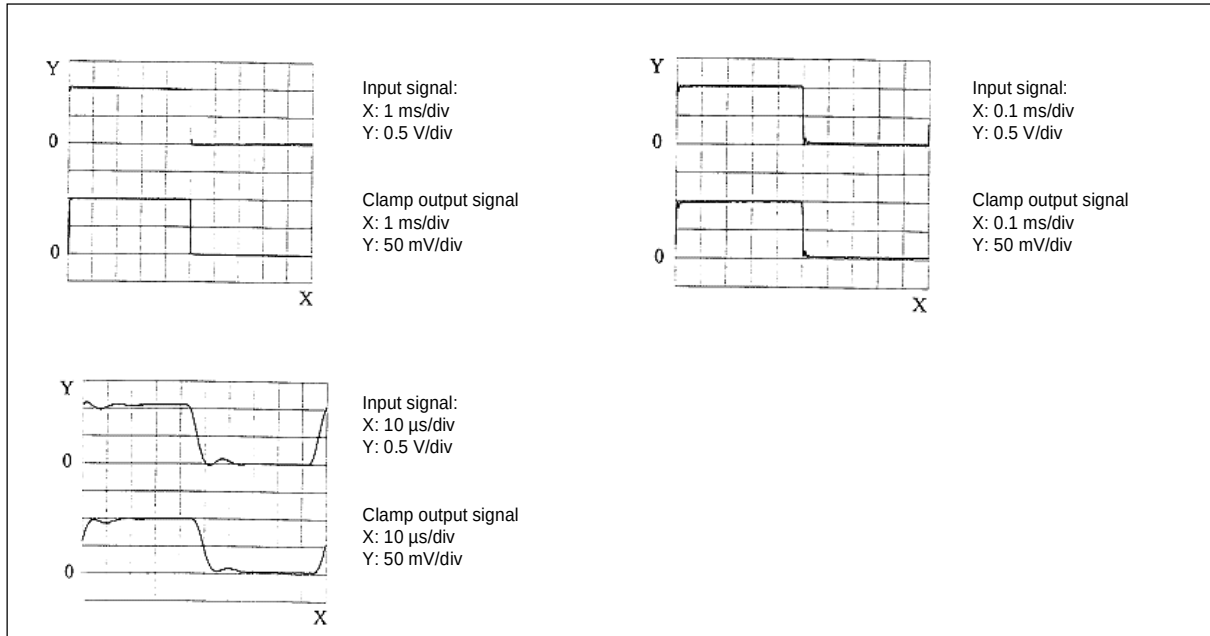 Y
0
0
X
Input signal:
X: 1 ms/div
Y: 0.5 V/div
Clamp output signal
X: 1 ms/div
Y: 50 mV/div
Y
0
0
X
Input signal:
X: 0.1 ms/div
Y: 0.5 V/div
Clamp output signal
X: 0.1 ms/div
Y: 50 mV/div
Y
0
0
X
Input signal:
X: 10 µs/div
Y: 0.5 V/div
Clamp output signal
X: 10 µs/div
Y: 50 mV/div